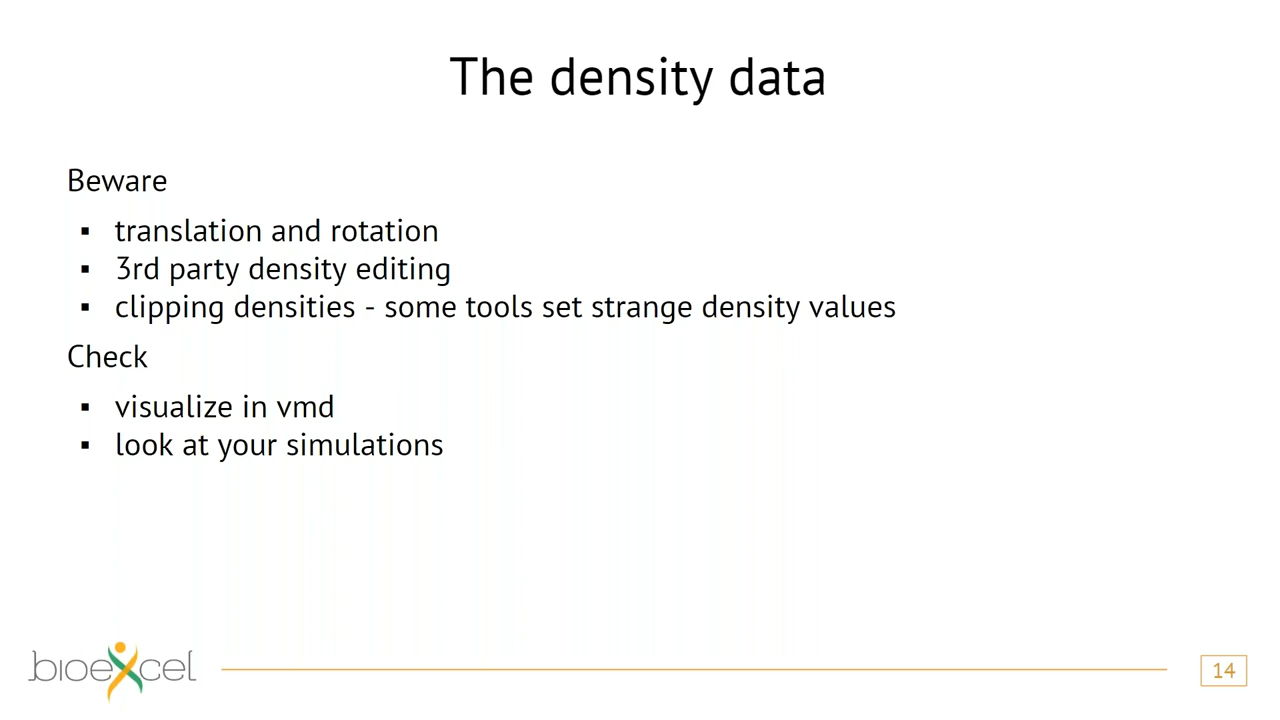 The density data
Beware
▪ translation and rotation
▪ 3rd party density editing
▪ clipping densities - some tools set strange density values
Check
▪ visualize in vmd
▪ look at your simulations
bioexcel
14